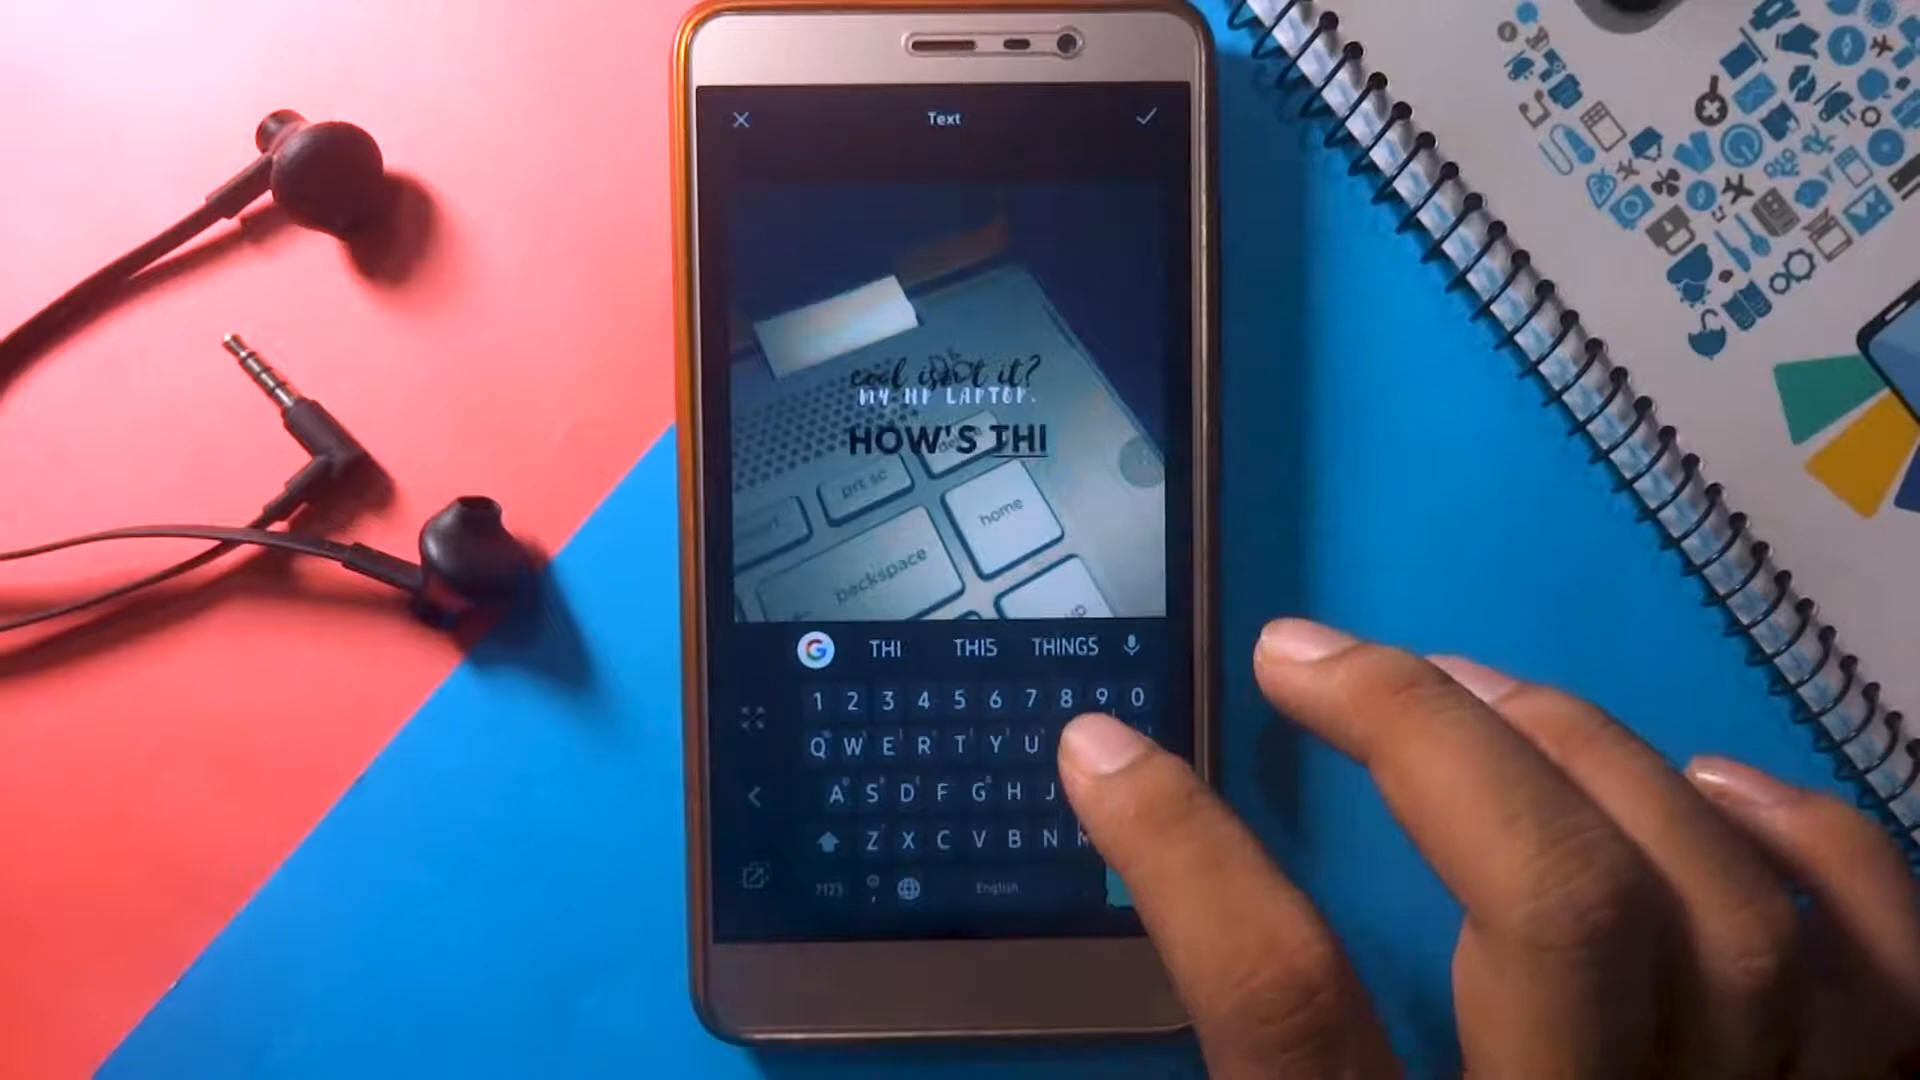 Text
cool isn't it?
MY HP LAPTOP.
HOW'S THI
prt sc
home
backspace
THI THIS THINGS
1 2 3 4 5 6 7 8 9 0
Q W E R T Y U
A S D F G H J
Z X C V B N
?123 English